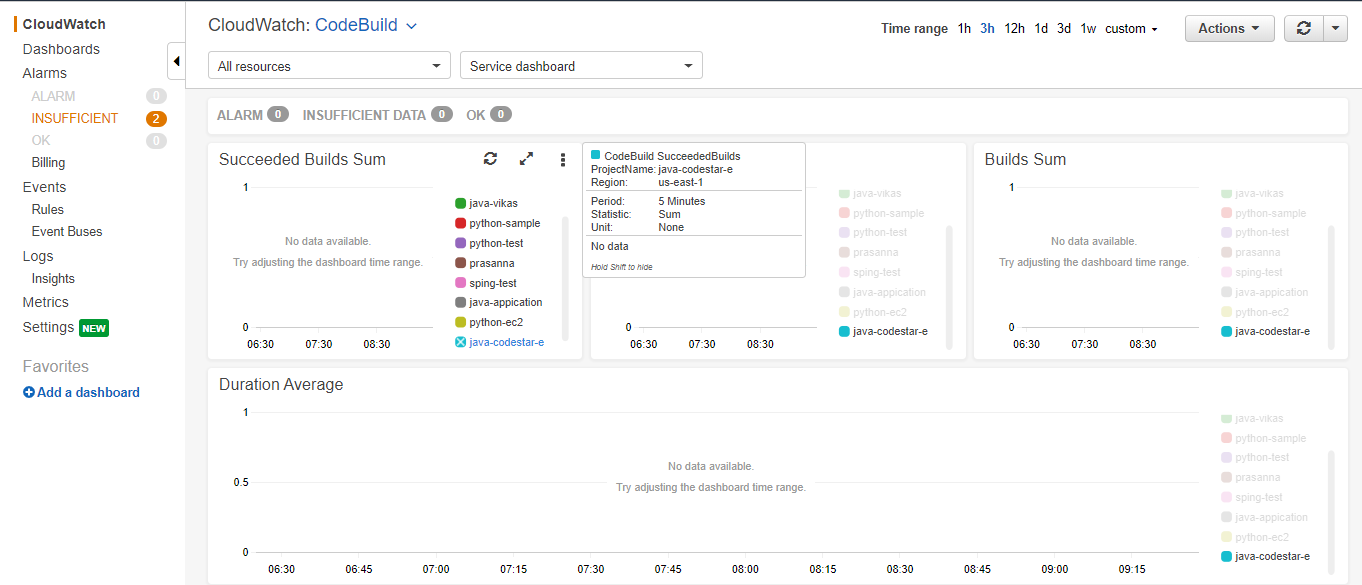 CloudWatch
Dashboards
Alarms
ALARM 0
INSUFFICIENT 2
OK 0
Billing
Events
Rules
Event Buses
Logs
Insights
Metrics
Settings NEW
Favorites
Add a dashboard
CloudWatch: CodeBuild
Time range 1h 3h 12h 1d 3d 1w custom
Actions
All resources
Service dashboard
ALARM 0 INSUFFICIENT DATA 0 OK 0
Succeeded Builds Sum
1
No data available.
Try adjusting the dashboard time range.
0
06:30 07:30 08:30
java-vikas
python-sample
python-test
prasanna
sping-test
java-appication
python-ec2
java-codestar-e
CodeBuild SucceededBuilds
ProjectName: java-codestar-e
Region: us-east-1
Period: 5 Minutes
Statistic: Sum
Unit: None
No data
Hold Shift to hide
0
06:30 07:30 08:30
java-vikas
python-sample
python-test
prasanna
sping-test
java-appication
python-ec2
java-codestar-e
Builds Sum
1
No data available.
Try adjusting the dashboard time range.
0
06:30 07:30 08:30
java-vikas
python-sample
python-test
prasanna
sping-test
java-appication
python-ec2
java-codestar-e
Duration Average
1
0.5
0
No data available.
Try adjusting the dashboard time range.
06:30 06:45 07:00 07:15 07:30 07:45 08:00 08:15 08:30 08:45 09:00 09:15
java-vikas
python-sample
python-test
prasanna
sping-test
java-appication
python-ec2
java-codestar-e